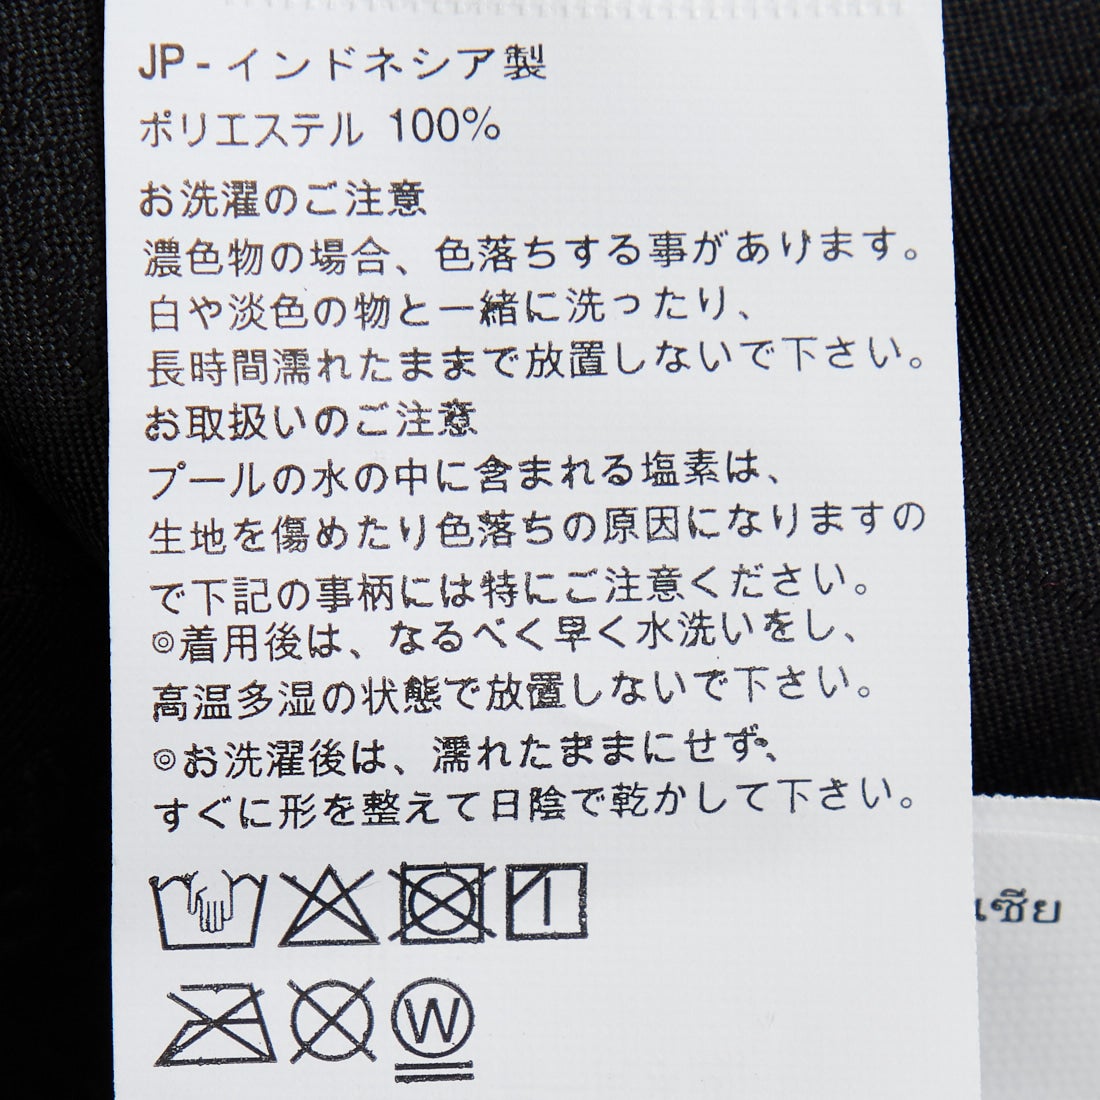 JP-インドネシア製
ポリエステル 100%
お洗濯のご注意
濃色物の場合、色落ちする事があります。
白や淡色の物と一緒に洗ったり、
長時間濡れたままで放置しないで下さい。
お取扱いのご注意
プールの水の中に含まれる塩素は、
生地を傷めたり色落ちの原因になりますの
で下記の事柄には特にご注意ください。
◎着用後は、なるべく早く水洗いをし、
高温多湿の状態で放置しないで下さい。
◎お洗濯後は、濡れたままにせず、
すぐに形を整えて日陰で乾かして下さい。
W
เซีย